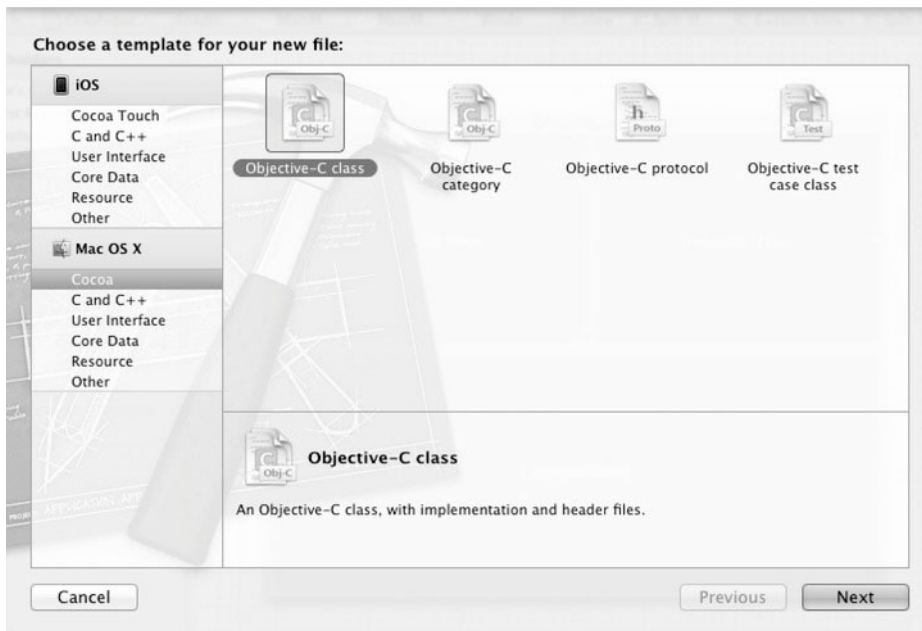 Choose a template for your new file:
iOS
Cocoa Touch
C and C++
User Interface
Core Data
Resource
Other
Mac OS X
Cocoa
C and C++
User Interface
Core Data
Resource
Other
Obj-C
Objective-C class
Obj-C
Objective-C
category
h
Proto
Objective-C protocol
Test
Objective-C test
case class
Obj-C
Objective-C class
An Objective-C class, with implementation and header files.
Cancel
Previous
Next